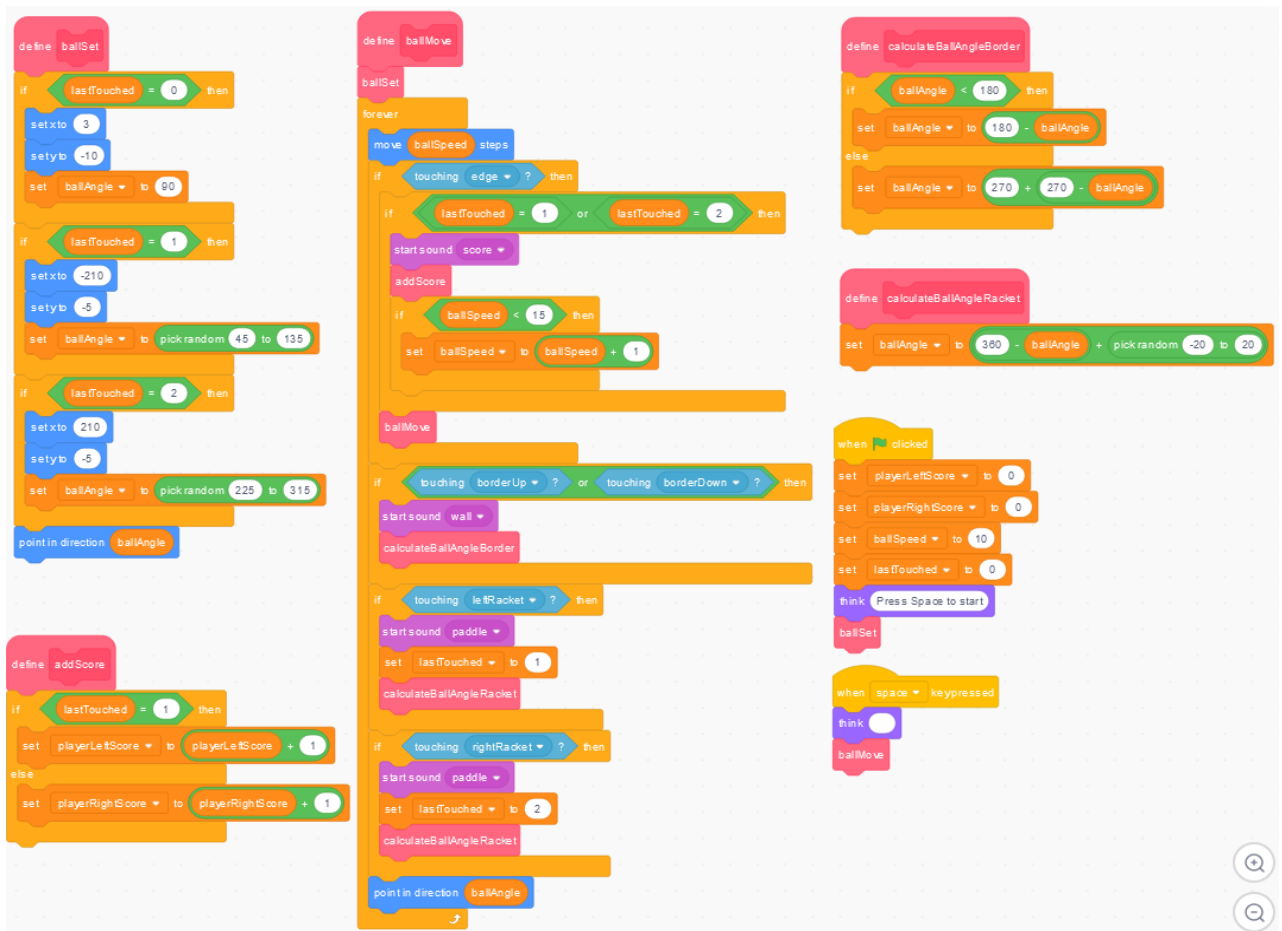 define ballSet
if lastTouched = 0 then
set x to 3
set y to -10
set ballAngle to 90
if lastTouched = 1 then
set x to -210
set y to -5
set ballAngle to pick random 45 to 135
if lastTouched = 2 then
set x to 210
set y to -5
set ballAngle to pick random 225 to 315
point in direction ballAngle
define addScore
if lastTouched = 1 then
set playerLeftScore to playerLeftScore + 1
else
set playerRightScore to playerRightScore + 1
define ballMove
ballSet
forever
move ballSpeed steps
if touching edge ? then
if lastTouched = 1 or lastTouched = 2 then
start sound score
addScore
if ballSpeed < 15 then
set ballSpeed to ballSpeed + 1
ballMove
if touching borderUp ? or touching borderDown ? then
start sound wall
calculateBallAngleBorder
if touching leftRacket ? then
start sound paddle
set lastTouched to 1
calculateBallAngleRacket
if touching rightRacket ? then
start sound paddle
set lastTouched to 2
calculateBallAngleRacket
point in direction ballAngle
define calculateBallAngleBorder
if ballAngle < 180 then
set ballAngle to 180 - ballAngle
else
set ballAngle to 270 + 270 - ballAngle
define calculateBallAngleRacket
set ballAngle to 360 - ballAngle + pick random -20 to 20
when clicked
set playerLeftScore to 0
set playerRightScore to 0
set ballSpeed to 10
set lastTouched to 0
think Press Space to start
ballSet
when space key pressed
think
ballMove